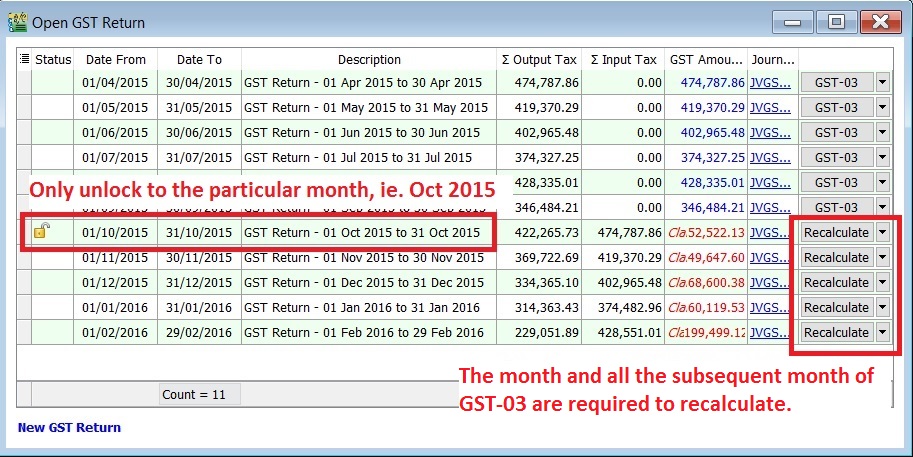 Open GST Return
Status Date From Date To Description Σ Output Tax Σ Input Tax GST Amou... Journ...
01/04/2015 30/04/2015 GST Return - 01 Apr 2015 to 30 Apr 2015 474,787.86 0.00 474,787.86 JVGS... GST-03
01/05/2015 31/05/2015 GST Return - 01 May 2015 to 31 May 2015 419,370.29 0.00 419,370.29 JVGS... GST-03
01/06/2015 30/06/2015 GST Return - 01 Jun 2015 to 30 Jun 2015 402,965.48 0.00 402,965.48 JVGS... GST-03
01/07/2015 31/07/2015 GST Return - 01 Jul 2015 to 31 Jul 2015 374,327.25 0.00 374,327.25 JVGS... GST-03
Only unlock to the particular month, ie. Oct 2015
428,335.01 0.00 428,335.01 JVGS... GST-03
346,484.21 0.00 346,484.21 JVGS... GST-03
01/10/2015 31/10/2015 GST Return - 01 Oct 2015 to 31 Oct 2015 422,265.73 474,787.86 Cla52,522.13 JVGS... Recalculate
01/11/2015 30/11/2015 GST Return - 01 Nov 2015 to 30 Nov 2015 369,722.69 419,370.29 Cla49,647.60 JVGS... Recalculate
01/12/2015 31/12/2015 GST Return - 01 Dec 2015 to 31 Dec 2015 334,365.10 402,965.48 Cla68,600.38 JVGS... Recalculate
01/01/2016 31/01/2016 GST Return - 01 Jan 2016 to 31 Jan 2016 314,363.43 374,482.96 Cla60,119.53 JVGS... Recalculate
01/02/2016 29/02/2016 GST Return - 01 Feb 2016 to 29 Feb 2016 229,051.89 428,551.01 Cla199,499.12 JVGS... Recalculate
The month and all the subsequent month of
GST-03 are required to recalculate.
Count = 11
New GST Return